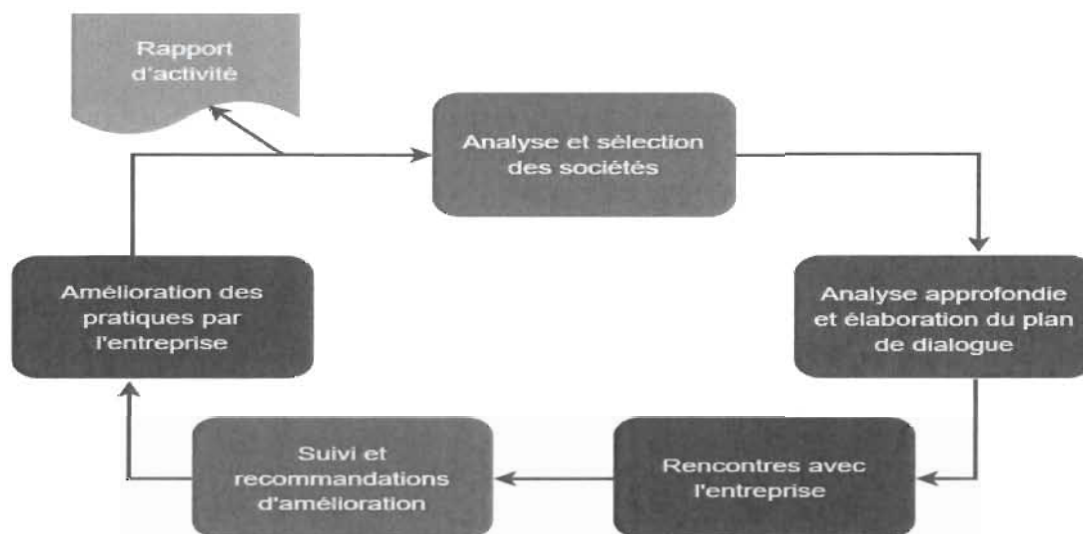 Rapport
d'activité
Analyse et sélection
des sociétés
Amélioration des
pratiques par
l'entreprise
Analyse approfondie
et élaboration du plan
de dialogue
Suivi et
recommandations
d'amélioration
Rencontres avec
l'entreprise